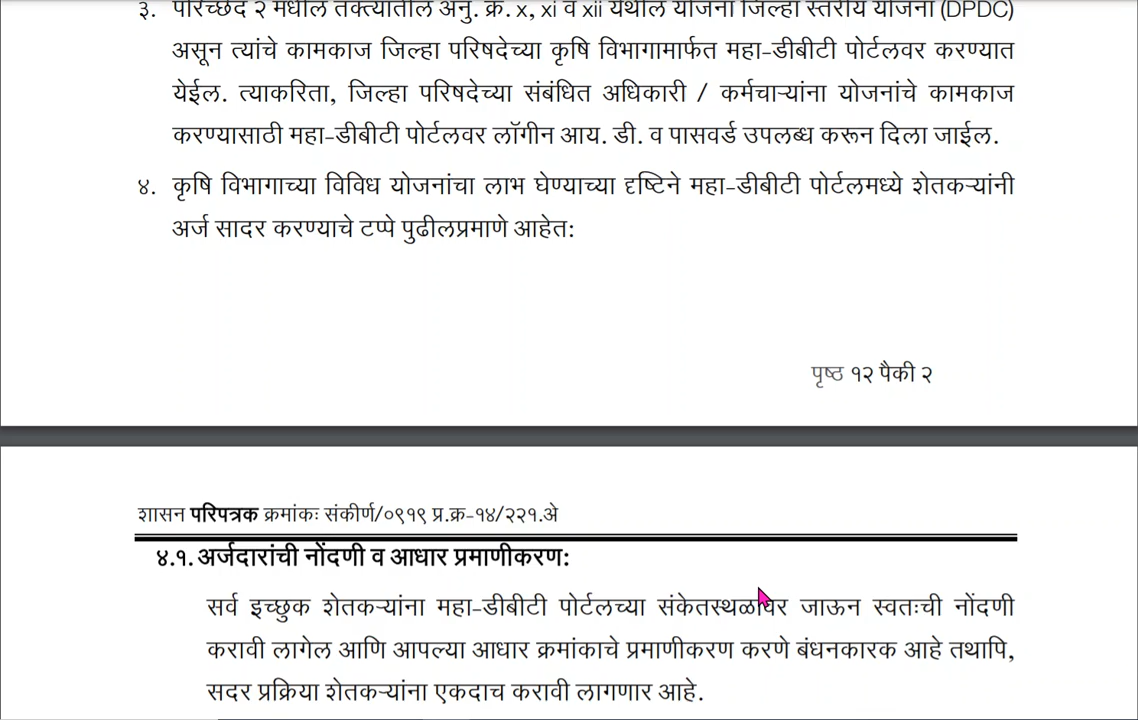 ३. परिच्छेद २ मधील तक्त्यातील अनु. क्र. x, xi व xii येथील योजना जिल्हा स्तरीय योजना (DPDC)
असून त्यांचे कामकाज जिल्हा परिषदेच्या कृषि विभागामार्फत महा-डीबीटी पोर्टलवर करण्यात
येईल. त्याकरिता, जिल्हा परिषदेच्या संबंधित अधिकारी / कर्मचाऱ्यांना योजनांचे कामकाज
करण्यासाठी महा-डीबीटी पोर्टलवर लॉगीन आय. डी. व पासवर्ड उपलब्ध करून दिला जाईल.
४. कृषि विभागाच्या विविध योजनांचा लाभ घेण्याच्या दृष्टिने महा-डीबीटी पोर्टलमध्ये शेतकऱ्यांनी
अर्ज सादर करण्याचे टप्पे पुढीलप्रमाणे आहेत:
पृष्ठ १२ पैकी २
शासन परिपत्रक क्रमांकः संकीर्ण/०९१९ प्र.क्र-१४/२२१.अे
४.१. अर्जदारांची नोंदणी व आधार प्रमाणीकरण:
सर्व इच्छुक शेतकऱ्यांना महा-डीबीटी पोर्टलच्या संकेतस्थळावर जाऊन स्वतःची नोंदणी
करावी लागेल आणि आपल्या आधार क्रमांकाचे प्रमाणीकरण करणे बंधनकारक आहे तथापि,
सदर प्रक्रिया शेतकऱ्यांना एकदाच करावी लागणार आहे.